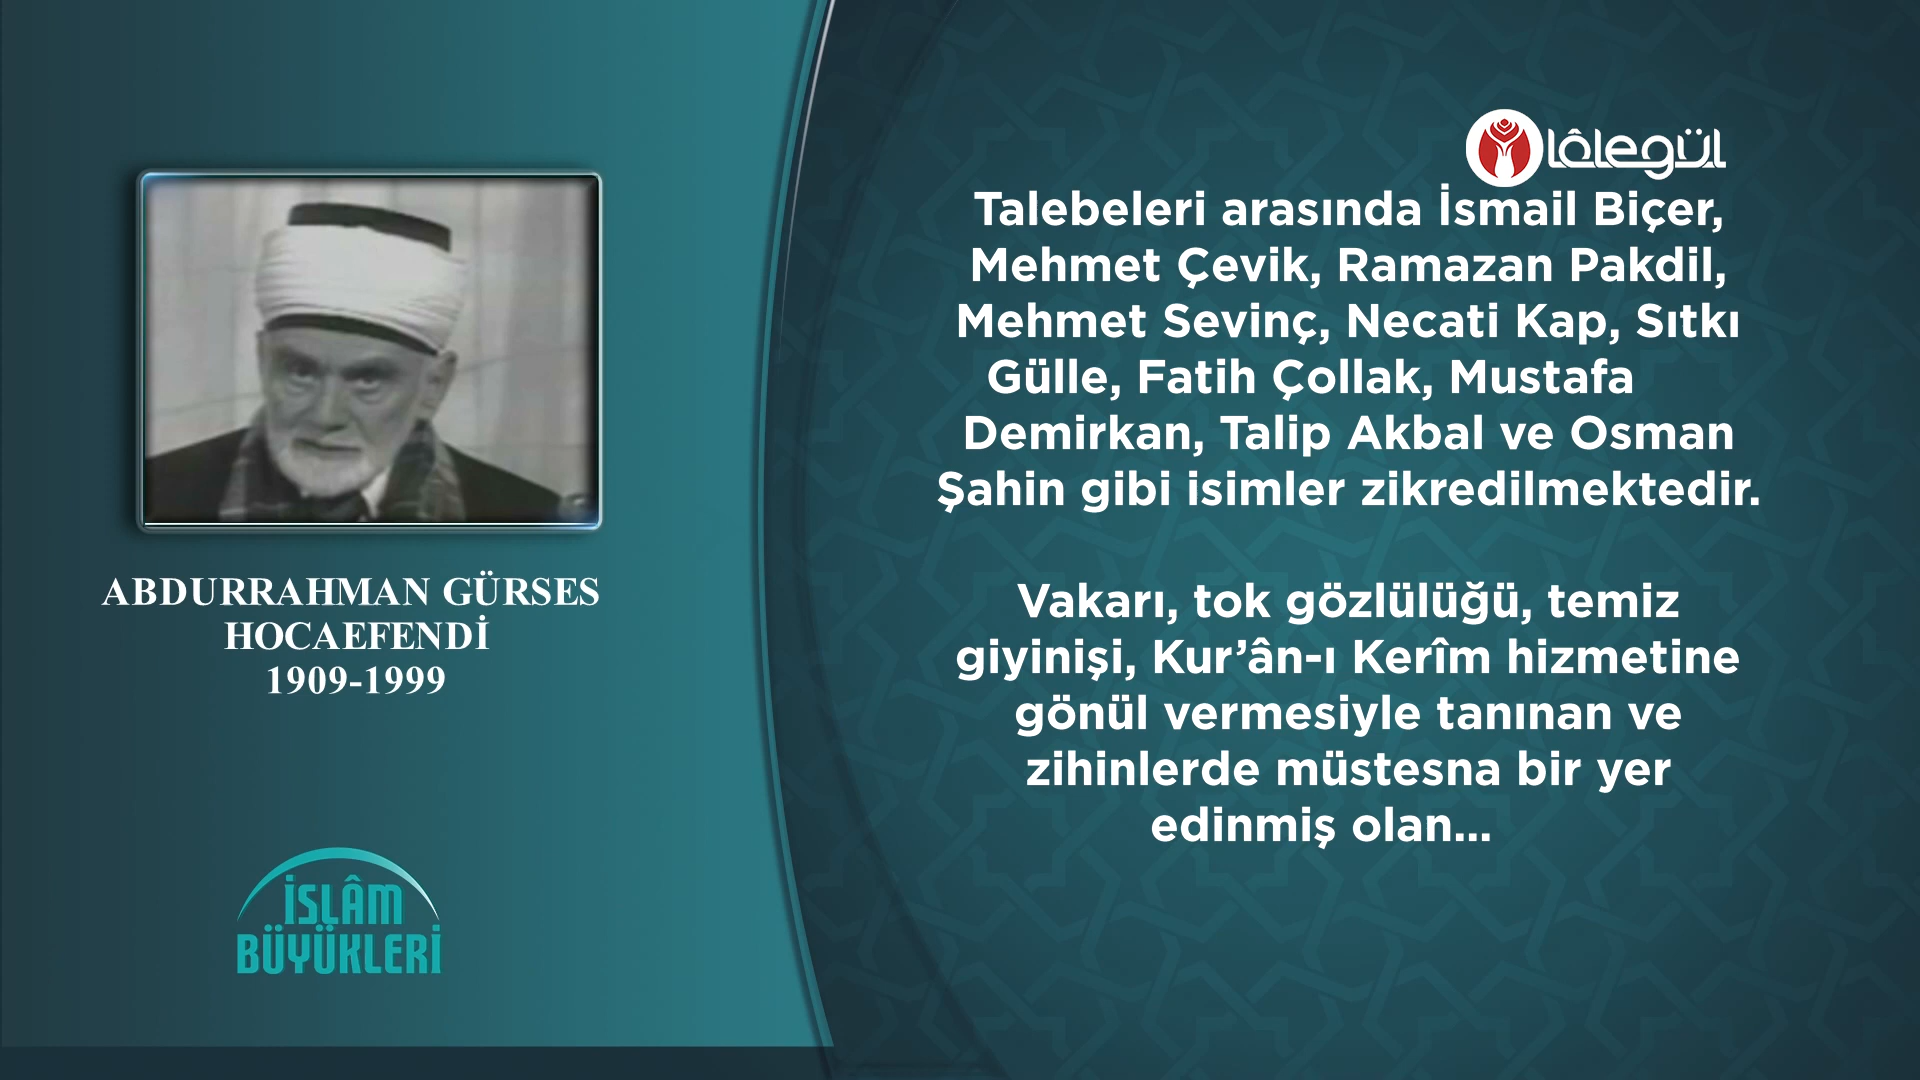 lâlegül
Talebeleri arasında İsmail Biçer,
Mehmet Çevik, Ramazan Pakdil,
Mehmet Sevinç, Necati Kap, Sıtkı
Gülle, Fatih Çollak, Mustafa
Demirkan, Talip Akbal ve Osman
Şahin gibi isimler zikredilmektedir.
Vakarı, tok gözlülüğü, temiz
giyinişi, Kur’ân-ı Kerîm hizmetine
gönül vermesiyle tanınan ve
zihinlerde müstesna bir yer
edinmiş olan...
ABDURRAHMAN GÜRSES
HOCAEFENDİ
1909-1999
İSLÂM
BÜYÜKLERİ